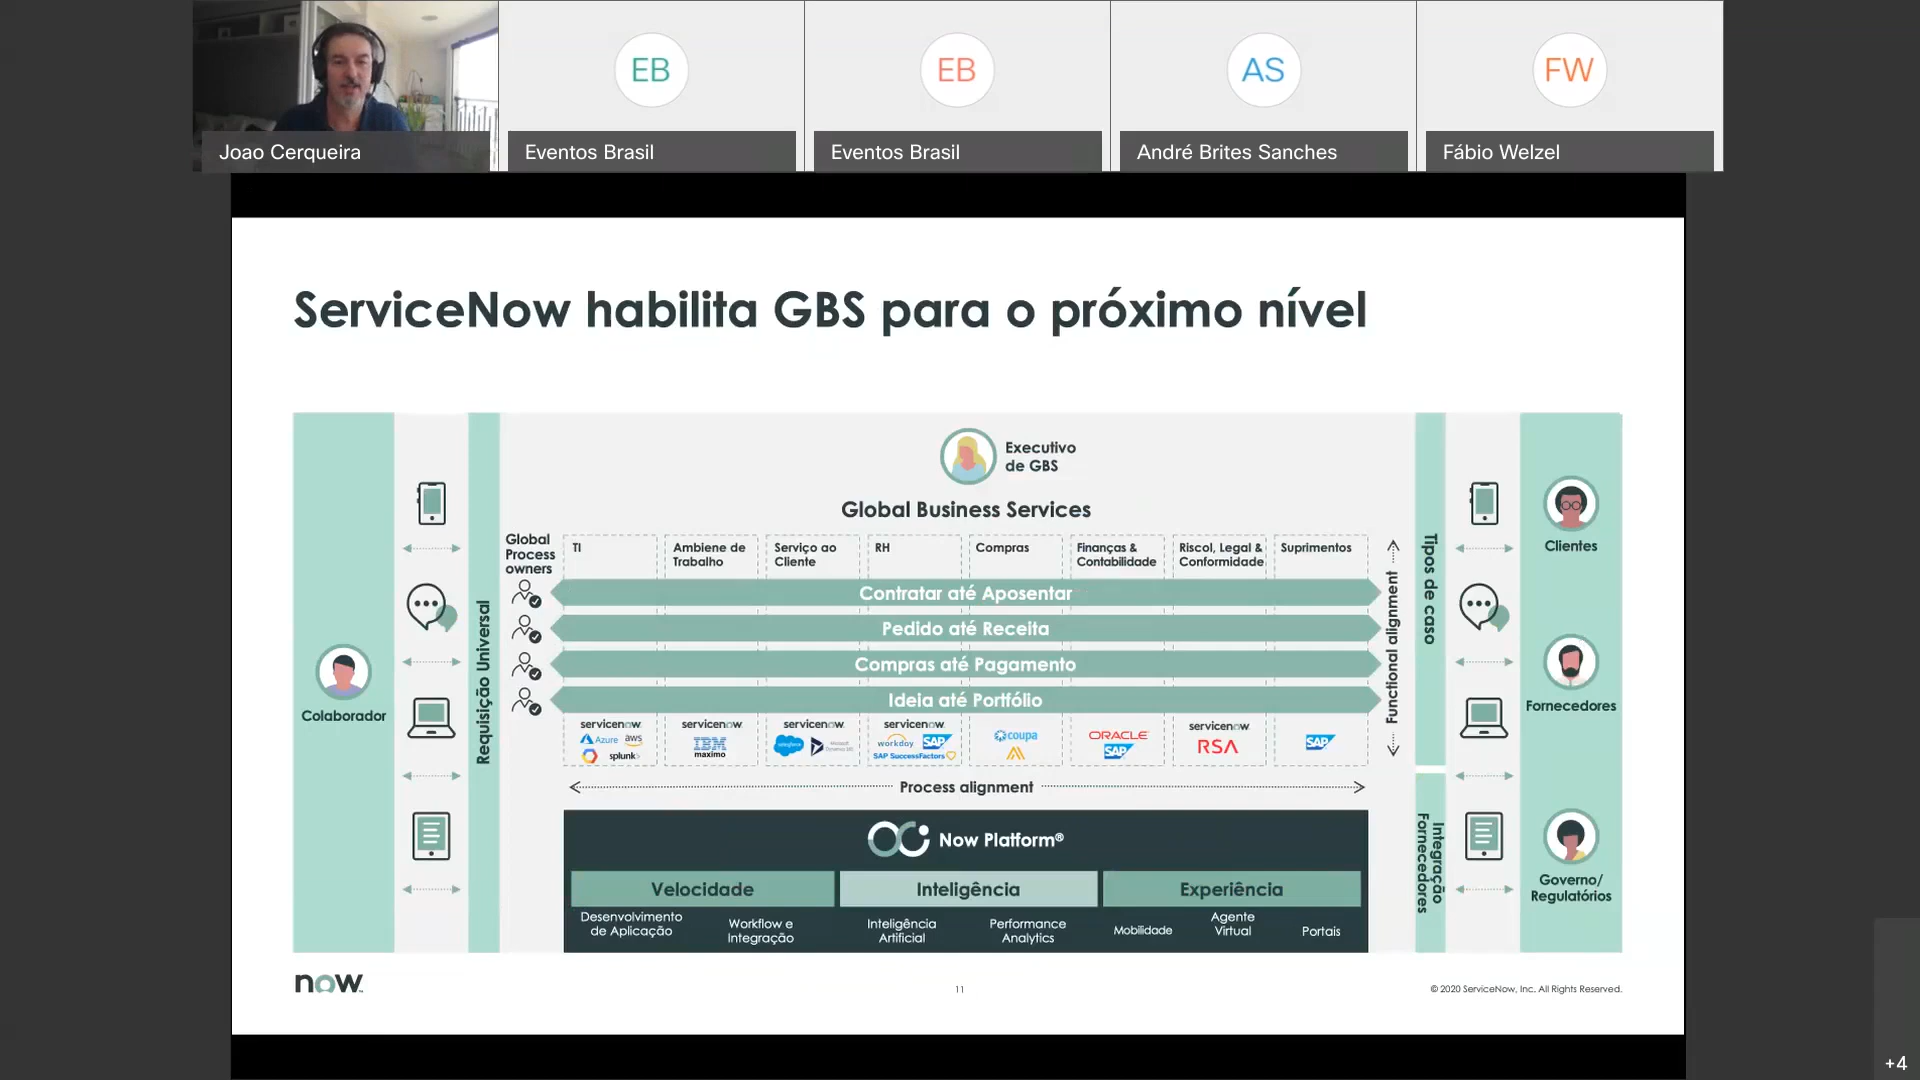 EB
EB
AS
FW
Joao Cerqueira
Eventos Brasil
Eventos Brasil
André Brites Sanches
Fábio Welzel
ServiceNow habilita GBS para o próximo nível
Executivo
de GBS
Global Business Services
Global
Process
owners
TI
Ambiene de
Trabalho
Serviço ao
Cliente
RH
Compras
Finanças &
Contabilidade
Riscol, Legal &
Conformidade
Suprimentos
Contratar até Aposentar
Pedido até Receita
Compras até Pagamento
Ideia até Portfólio
servicenow
Azure
aws
splunk>
servicenow
IBM
maximo
servicenow
salesforce
Microsoft
Dynamics 365
servicenow
workday
SAP
SAP SuccessFactors
coupa
ORACLE
SAP
servicenow
RSA
SAP
Process alignment
Functional alignment
Colaborador
Requisição Universal
Tipos de caso
Integração
Fornecedores
Clientes
Fornecedores
Governo/
Regulatórios
Now Platform®
Velocidade
Inteligência
Experiência
Desenvolvimento
de Aplicação
Workflow e
Integração
Inteligência
Artificial
Performance
Analytics
Mobilidade
Agente
Virtual
Portais
now
11
© 2020 ServiceNow, Inc. All Rights Reserved.
+4